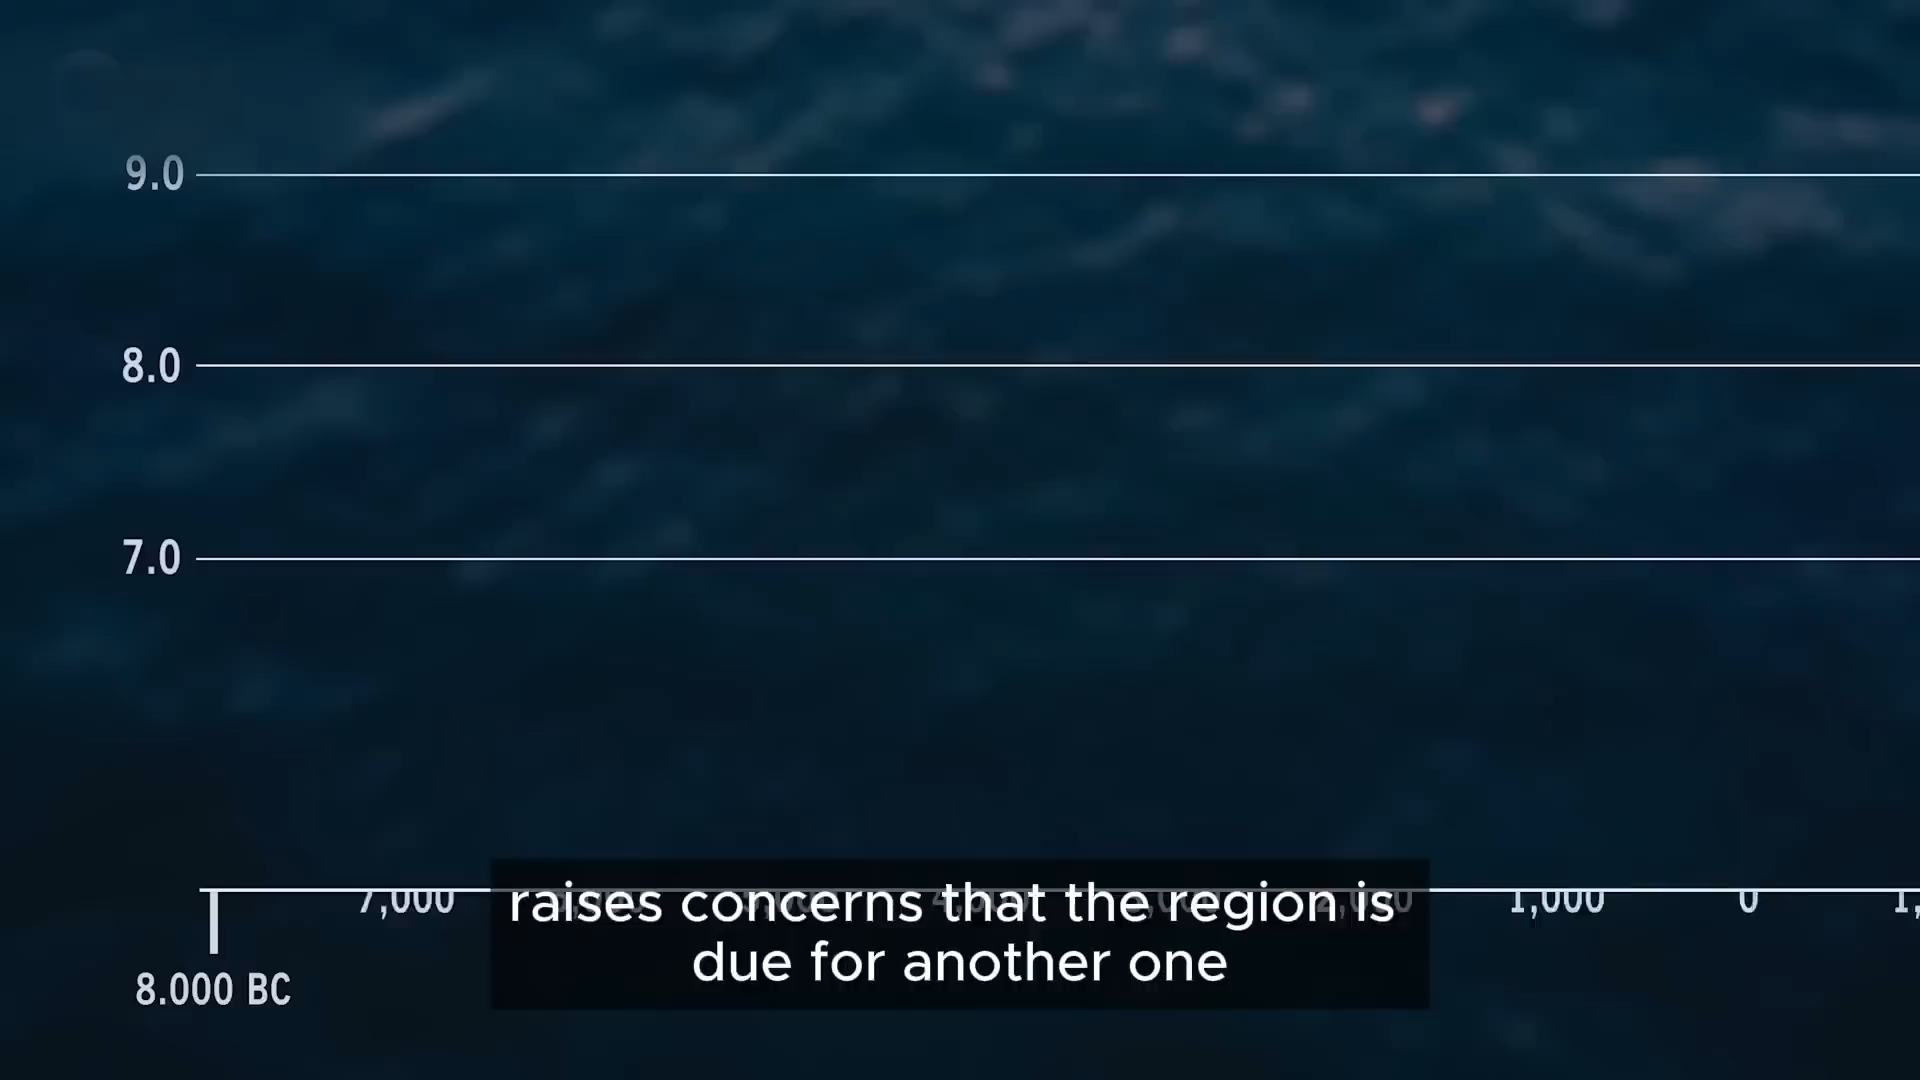 9.0
8.0
7.0
7,000 1,000 0
raises concerns that the region is
due for another one
8.000 BC